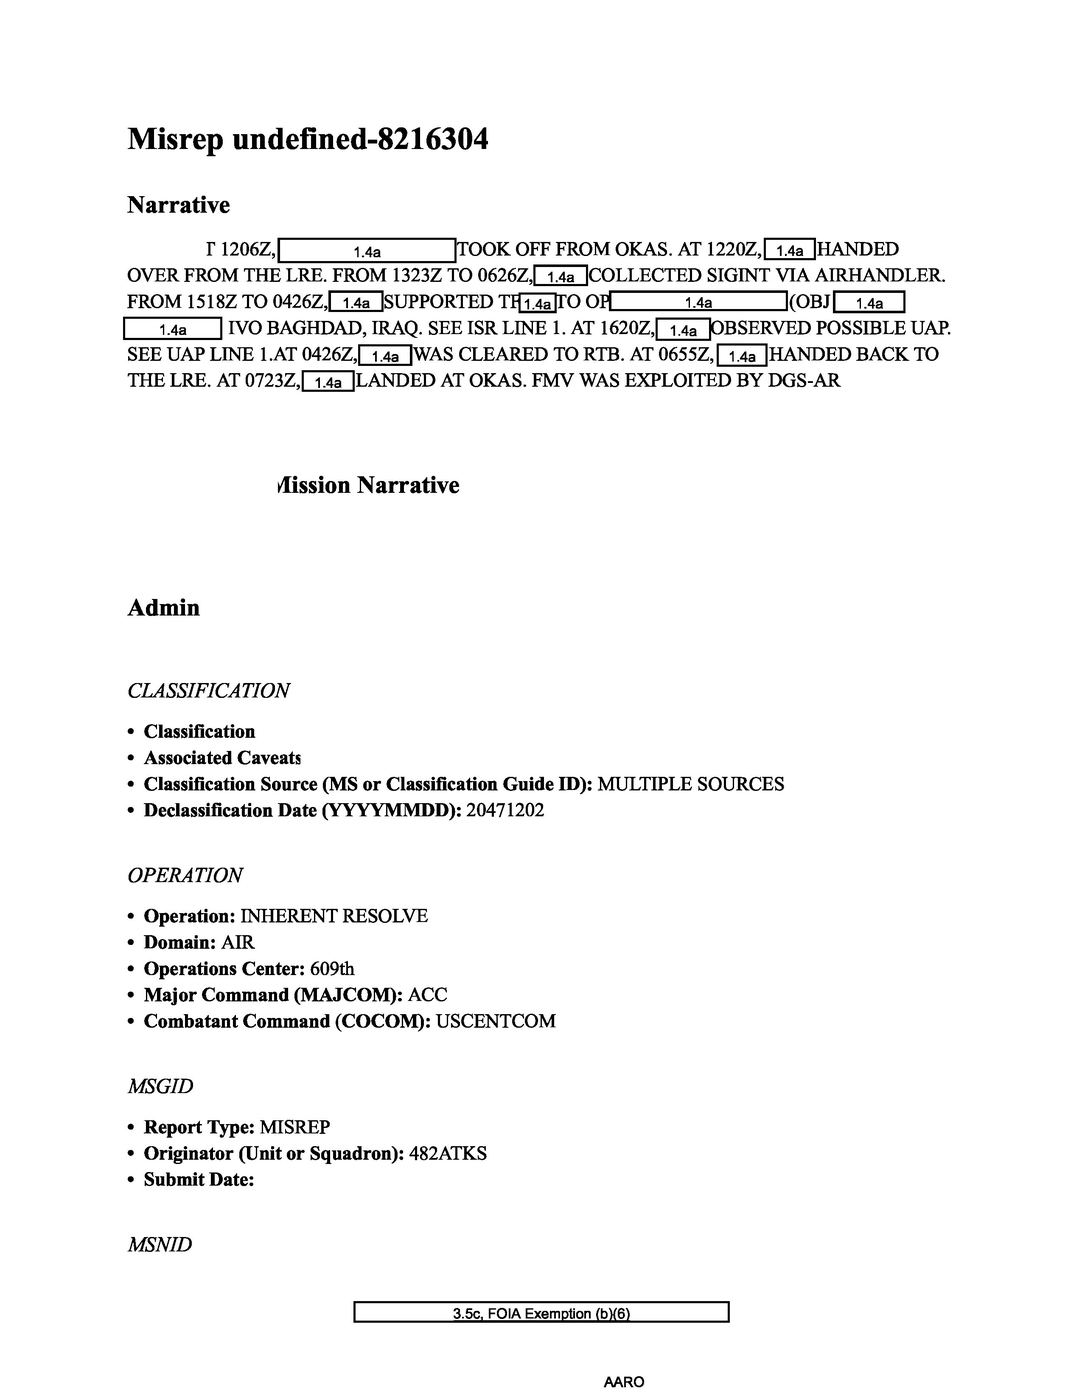 Misrep undefined-8216304
Narrative
T 1206Z, 1.4a TOOK OFF FROM OKAS. AT 1220Z, 1.4a HANDED
OVER FROM THE LRE. FROM 1323Z TO 0626Z, 1.4a COLLECTED SIGINT VIA AIRHANDLER.
FROM 1518Z TO 0426Z, 1.4a SUPPORTED TF 1.4a TO OP 1.4a (OBJ 1.4a
1.4a IVO BAGHDAD, IRAQ. SEE ISR LINE 1. AT 1620Z, 1.4a OBSERVED POSSIBLE UAP.
SEE UAP LINE 1.AT 0426Z, 1.4a WAS CLEARED TO RTB. AT 0655Z, 1.4a HANDED BACK TO
THE LRE. AT 0723Z, 1.4a LANDED AT OKAS. FMV WAS EXPLOITED BY DGS-AR
Mission Narrative
Admin
CLASSIFICATION
• Classification
• Associated Caveats
• Classification Source (MS or Classification Guide ID): MULTIPLE SOURCES
• Declassification Date (YYYYMMDD): 20471202
OPERATION
• Operation: INHERENT RESOLVE
• Domain: AIR
• Operations Center: 609th
• Major Command (MAJCOM): ACC
• Combatant Command (COCOM): USCENTCOM
MSGID
• Report Type: MISREP
• Originator (Unit or Squadron): 482ATKS
• Submit Date:
MSNID
3.5c, FOIA Exemption (b)(6)
AARO